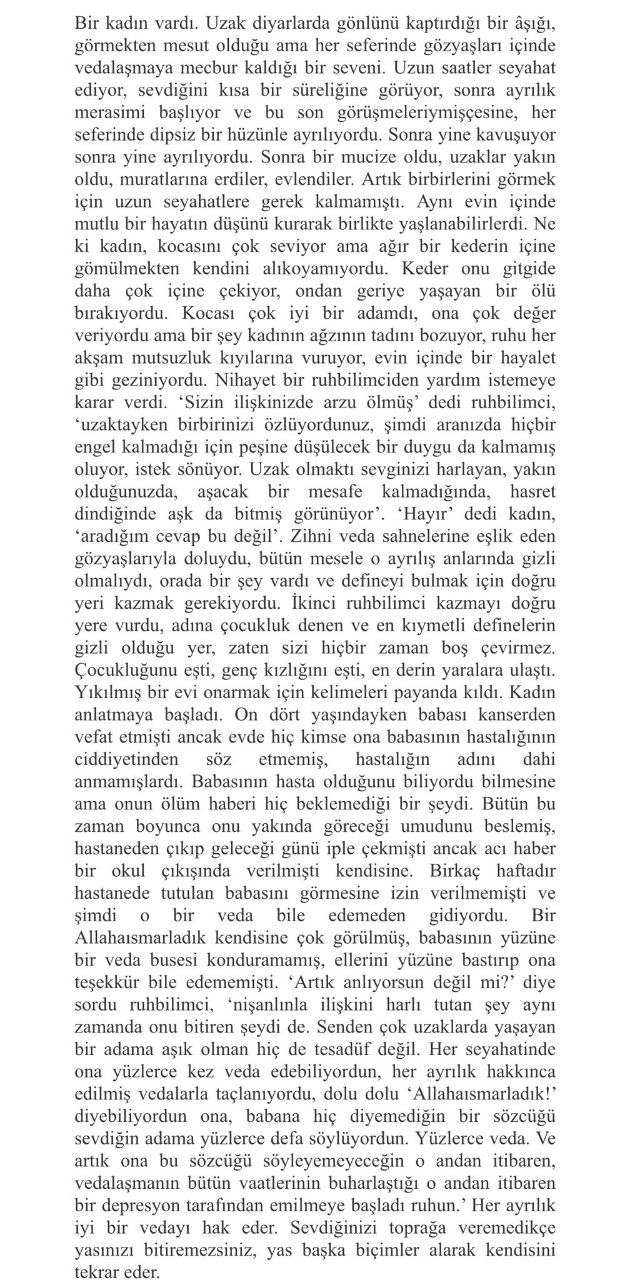 Bir kadın vardı. Uzak diyarlarda gönlünü kaptırdığı bir âşığı,
görmekten mesut olduğu ama her seferinde gözyaşları içinde
vedalaşmaya mecbur kaldığı bir seveni. Uzun saatler seyahat
ediyor, sevdiğini kısa bir süreliğine görüyor, sonra ayrılık
merasimi başlıyor ve bu son görüşmeleriymişçesine, her
seferinde dipsiz bir hüzünle ayrılıyordu. Sonra yine kavuşuyor
sonra yine ayrılıyordu. Sonra bir mucize oldu, uzaklar yakın
oldu, muratlarına erdiler, evlendiler. Artık birbirlerini görmek
için uzun seyahatlere gerek kalmamıştı. Aynı evin içinde
mutlu bir hayatın düşünü kurarak birlikte yaşlanabilirlerdi. Ne
ki kadın, kocasını çok seviyor ama ağır bir kederin içine
gömülmekten kendini alıkoyamıyordu. Keder onu gitgide
daha çok içine çekiyor, ondan geriye yaşayan bir ölü
bırakıyordu. Kocası çok iyi bir adamdı, ona çok değer
veriyordu ama bir şey kadının ağzının tadını bozuyor, ruhu her
akşam mutsuzluk kıyılarına vuruyor, evin içinde bir hayalet
gibi geziniyordu. Nihayet bir ruhbilimciden yardım istemeye
karar verdi. ‘Sizin ilişkinizde arzu ölmüş’ dedi ruhbilimci,
‘uzaktayken birbirinizi özlüyordunuz, şimdi aranızda hiçbir
engel kalmadığı için peşine düşülecek bir duygu da kalmamış
oluyor, istek sönüyor. Uzak olmaktı sevginizi harlayan, yakın
olduğunuzda, aşacak bir mesafe kalmadığında, hasret
dindiğinde aşk da bitmiş görünüyor’. ‘Hayır’ dedi kadın,
‘aradığım cevap bu değil’. Zihni veda sahnelerine eşlik eden
gözyaşlarıyla doluydu, bütün mesele o ayrılış anlarında gizli
olmalıydı, orada bir şey vardı ve defineyi bulmak için doğru
yeri kazmak gerekiyordu. İkinci ruhbilimci kazmayı doğru
yere vurdu, adına çocukluk denen ve en kıymetli definelerin
gizli olduğu yer, zaten sizi hiçbir zaman boş çevirmez.
Çocukluğunu eşti, genç kızlığını eşti, en derin yaralara ulaştı.
Yıkılmış bir evi onarmak için kelimeleri payanda kıldı. Kadın
anlatmaya başladı. On dört yaşındayken babası kanserden
vefat etmişti ancak evde hiç kimse ona babasının hastalığının
ciddiyetinden söz etmemiş, hastalığın adını dahi
anmamışlardı. Babasının hasta olduğunu biliyordu bilmesine
ama onun ölüm haberi hiç beklemediği bir şeydi. Bütün bu
zaman boyunca onu yakında göreceği umudunu beslemiş,
hastaneden çıkıp geleceği günü iple çekmişti ancak acı haber
bir okul çıkışında verilmişti kendisine. Birkaç haftadır
hastanede tutulan babasını görmesine izin verilmemişti ve
şimdi o bir veda bile edemeden gidiyordu. Bir
Allahaısmarladık kendisine çok görülmüş, babasının yüzüne
bir veda busesi konduramamış, ellerini yüzüne bastırıp ona
teşekkür bile edememişti. ‘Artık anlıyorsun değil mi?’ diye
sordu ruhbilimci, ‘nişanlınla ilişkini harlı tutan şey aynı
zamanda onu bitiren şeydi de. Senden çok uzaklarda yaşayan
bir adama aşık olman hiç de tesadüf değil. Her seyahatinde
ona yüzlerce kez veda edebiliyordun, her ayrılık hakkınca
edilmiş vedalarla taçlanıyordu, dolu dolu ‘Allahaısmarladık!’
diyebiliyordun ona, babana hiç diyemediğin bir sözcüğü
sevdiğin adama yüzlerce defa söylüyordun. Yüzlerce veda. Ve
artık ona bu sözcüğü söyleyemeyeceğin o andan itibaren,
vedalaşmanın bütün vaatlerinin buharlaştığı o andan itibaren
bir depresyon tarafından emilmeye başladı ruhun.’ Her ayrılık
iyi bir vedayı hak eder. Sevdiğinizi toprağa veremedikçe
yasınızı bitiremezsiniz, yas başka biçimler alarak kendisini
tekrar eder.